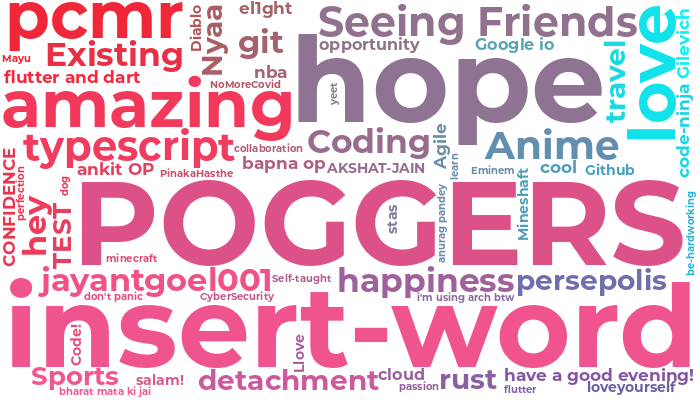 pcmr
Mayu
Existing
flutter and dart
Diablo
Nyaa
el1ght
git
nba
NoMoreCovid
Seeing Friends
opportunity
Google io
yeet
hope
travel
love
code-ninja
Gilevich
amazing
typescript
collaboration
Coding
Agile
learn
Anime
ankit OP
PinakaHasthe
bapna op
AKSHAT-JAIN
Eminem
cool
Github
CONFIDENCE
perfection
hey
TEST
dog
POGGERS
stas
anurag pandey
Mineshaft
be-hardworking
minecraft
jayantgoel001
Self-taught
happiness
persepolis
don't panic
CyberSecurity
i'm using arch btw
insert-word
Code!
Llove
Sports
salam!
bharat mata ki jai
detachment
cloud
passion
rust
have a good evening!
flutter
loveyourself